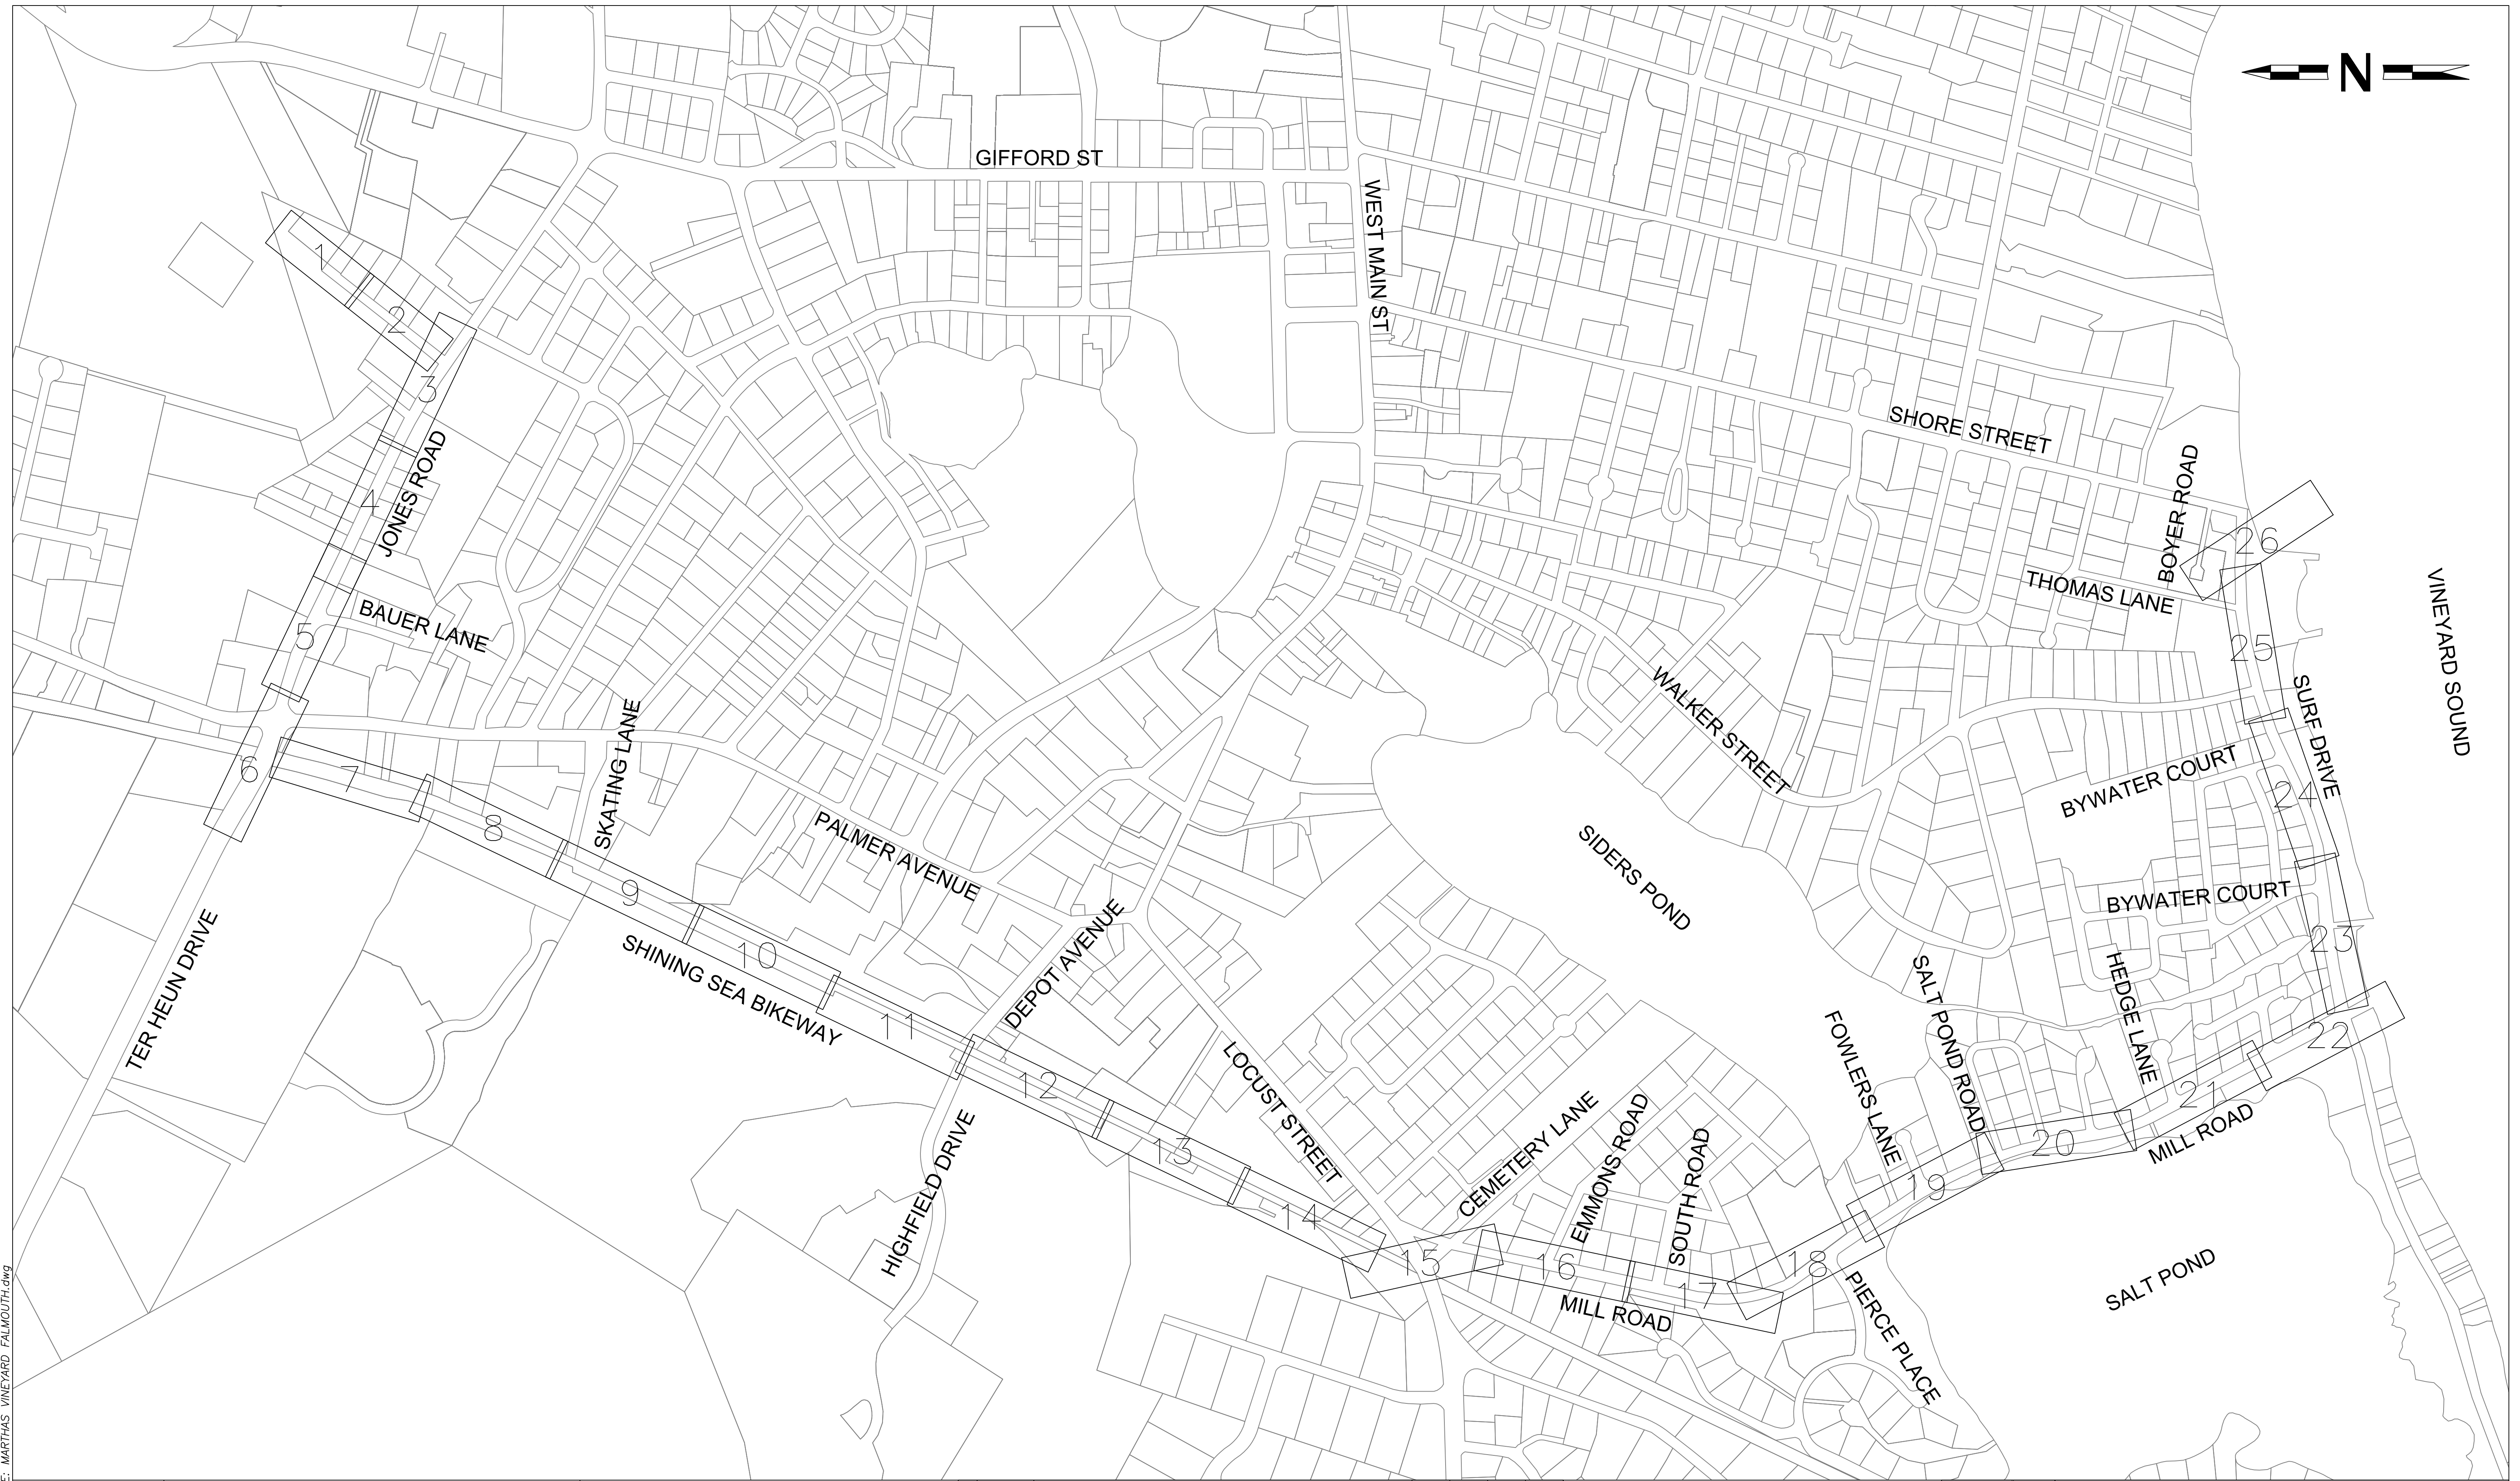 N
GIFFORD ST
WEST MAIN ST
1
2
3
JONES ROAD
4
BAUER LANE
5
SHORE STREET
BOYER ROAD
26
THOMAS LANE
25
VINEYARD SOUND
SURF DRIVE
WALKER STREET
BYWATER COURT
24
6
7
8
SKATING LANE
PALMER AVENUE
SIDERS POND
9
10
SHINING SEA BIKEWAY
11
DEPOT AVENUE
TER HEUN DRIVE
BYWATER COURT
23
HEDGE LANE
SALT POND ROAD
FOWLERS LANE
22
21
MILL ROAD
20
19
12
LOCUST STREET
13
HIGHFIELD DRIVE
14
CEMETERY LANE
EMMONS ROAD
SOUTH ROAD
15
16
17
18
MILL ROAD
PIERCE PLACE
SALT POND
E: MARTHAS VINEYARD FALMOUTH.dwg